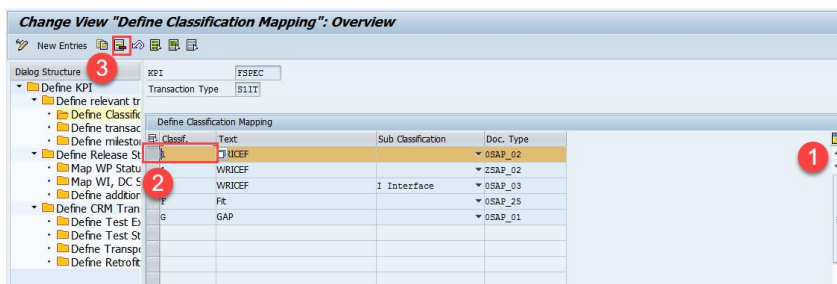 Change View "Define Classification Mapping": Overview
New Entries
3
Dialog Structure
Define KPI
Define relevant tr
Define Classific
Define transac
Define milesto
Define Release St
Map WP Statu
Map WI, DC S
Define addition
Define CRM Tran
Define Test Ex
Define Test St
Define Transpo
Define Retrofit
KPI FSPEC
Transaction Type S1IT
Define Classification Mapping
Classif. Text Sub Classification Doc. Type
RICEF 0SAP_02
WRICEF ZSAP_02
WRICEF I Interface 0SAP_03
F Fit 0SAP_25
G GAP 0SAP_01
2
1